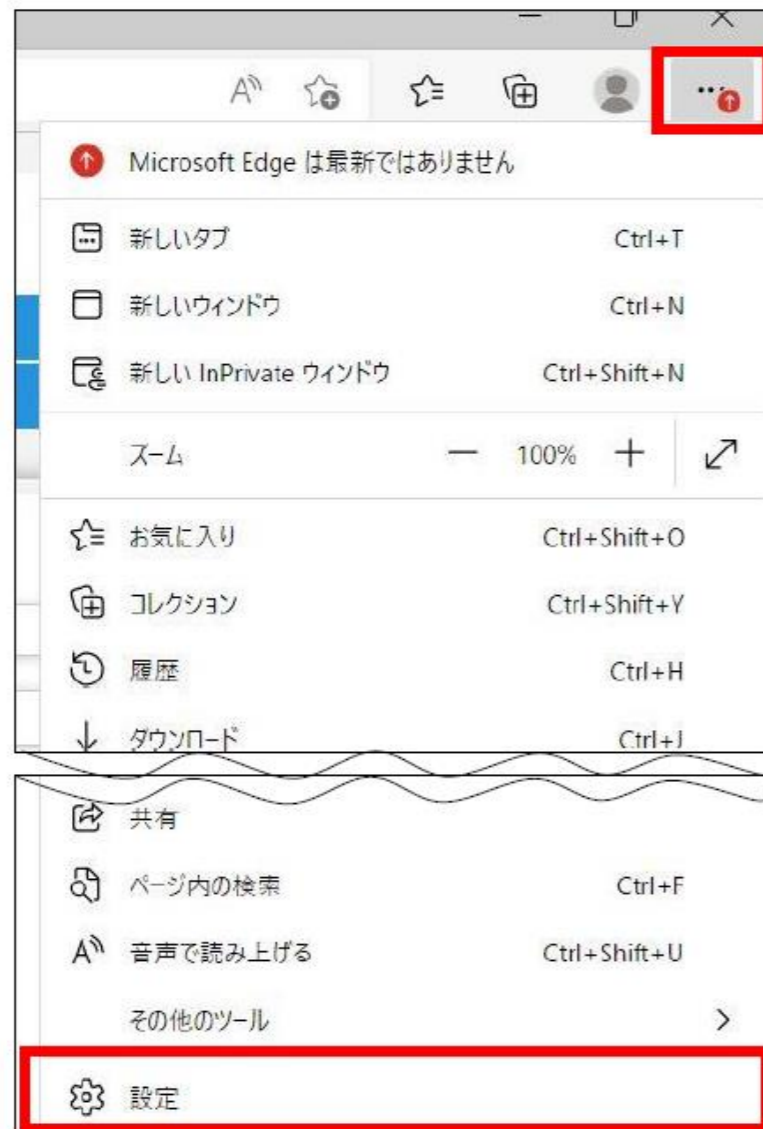 Microsoft Edge は最新ではありません
新しいタブ Ctrl+T
新しいウィンドウ Ctrl+N
新しい InPrivate ウィンドウ Ctrl+Shift+N
ズーム 100%
お気に入り Ctrl+Shift+O
コレクション Ctrl+Shift+Y
履歴 Ctrl+H
ダウンロード Ctrl+J
共有
ページ内の検索 Ctrl+F
音声で読み上げる Ctrl+Shift+U
その他のツール
設定